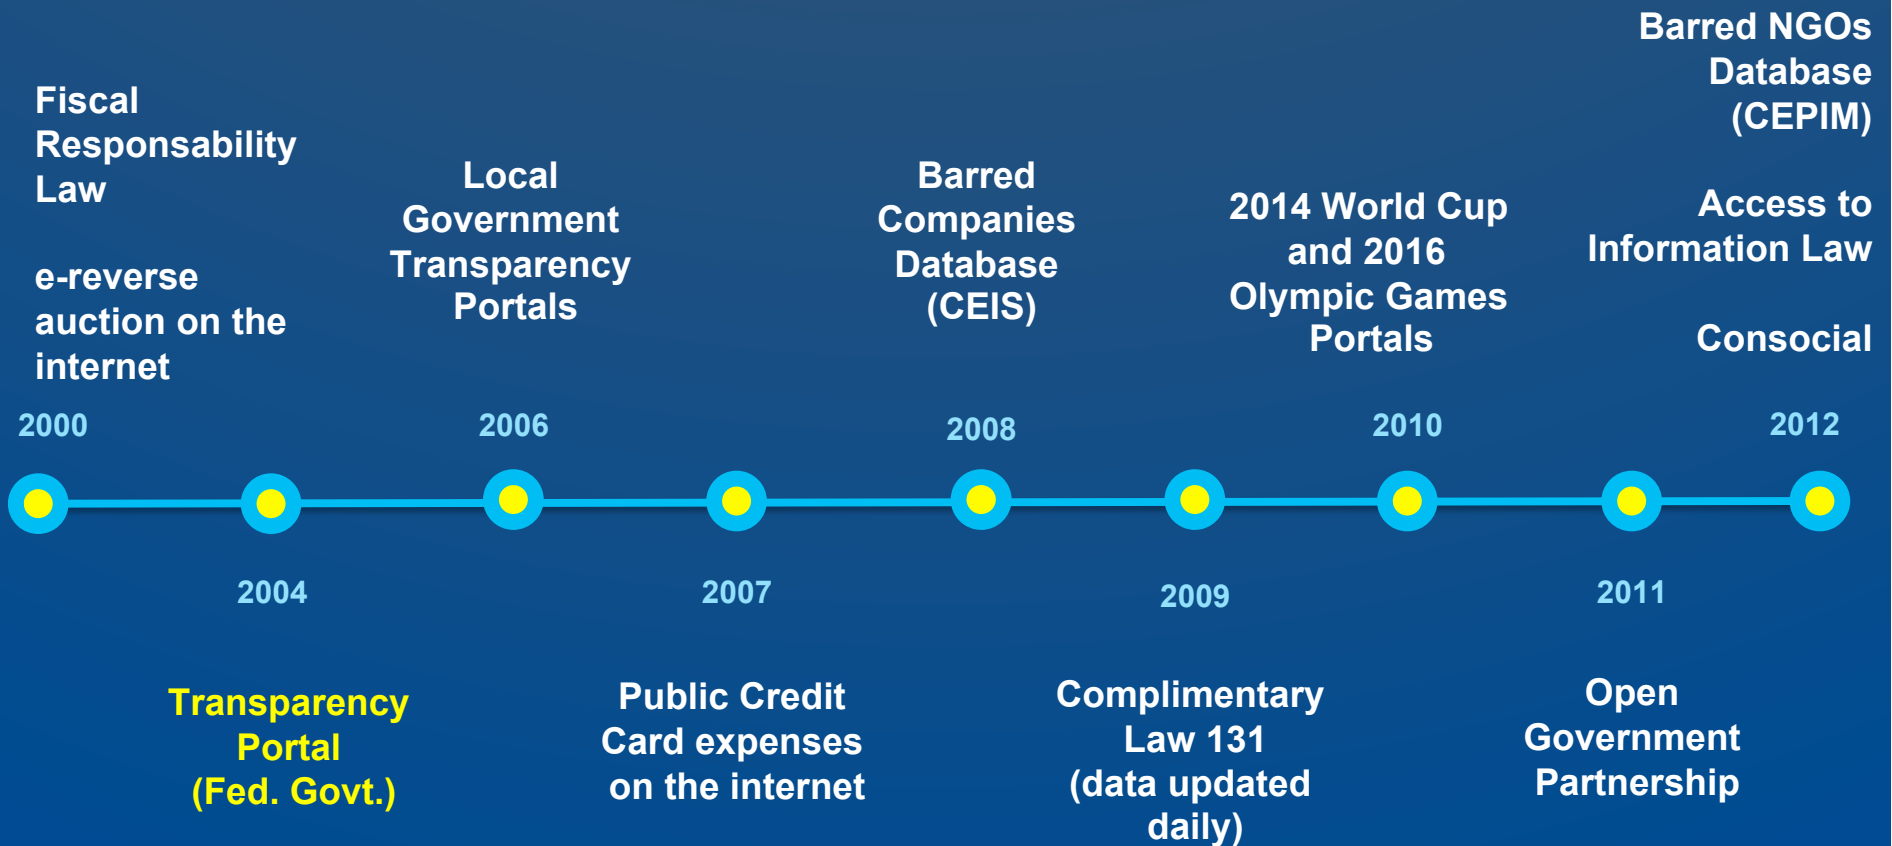 Fiscal
Responsability
Law
e-reverse
auction on the
internet
2000
2004
Transparency
Portal
(Fed. Govt.)
Local
Government
Transparency
Portals
2006
2007
Public Credit
Card expenses
on the internet
Barred
Companies
Database
(CEIS)
2008
2009
Complimentary
Law 131
(data updated
daily)
2014 World Cup
and 2016
Olympic Games
Portals
2010
2011
Open
Government
Partnership
Barred NGOs
Database
(CEPIM)
Access to
Information Law
Consocial
2012